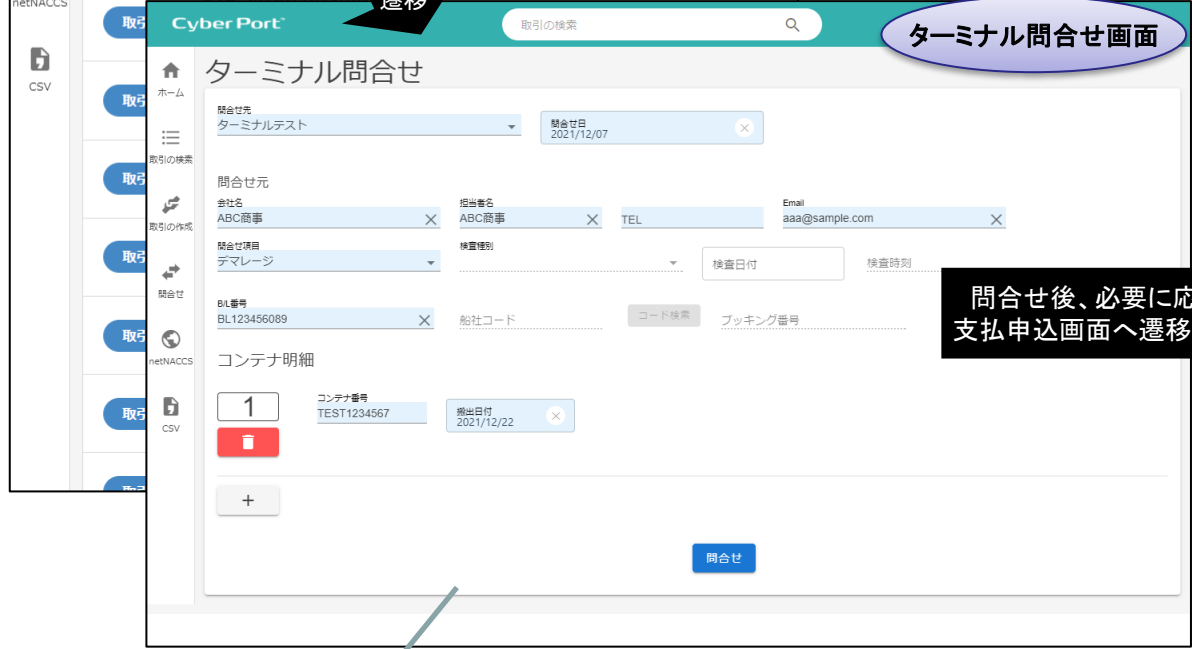 netNACCS
CSV
取引
取引
取引
取引
取引
取引
遷移
Cyber Port
取引の検索
ターミナル問合せ画面
ホーム
取引の検索
取引の作成
問合せ
netNACCS
CSV
ターミナル問合せ
問合せ先
ターミナルテスト
問合せ日
2021/12/07
問合せ元
会社名
ABC商事
担当者名
ABC商事
TEL
Email
aaa@sample.com
問合せ項目
デマレージ
検査種別
検査日付
検査時刻
B/L番号
BL123456089
船社コード
コード検索
ブッキング番号
問合せ後、必要に応
支払申込画面へ遷移
コンテナ明細
1
コンテナ番号
TEST1234567
搬出日付
2021/12/22
+
問合せ